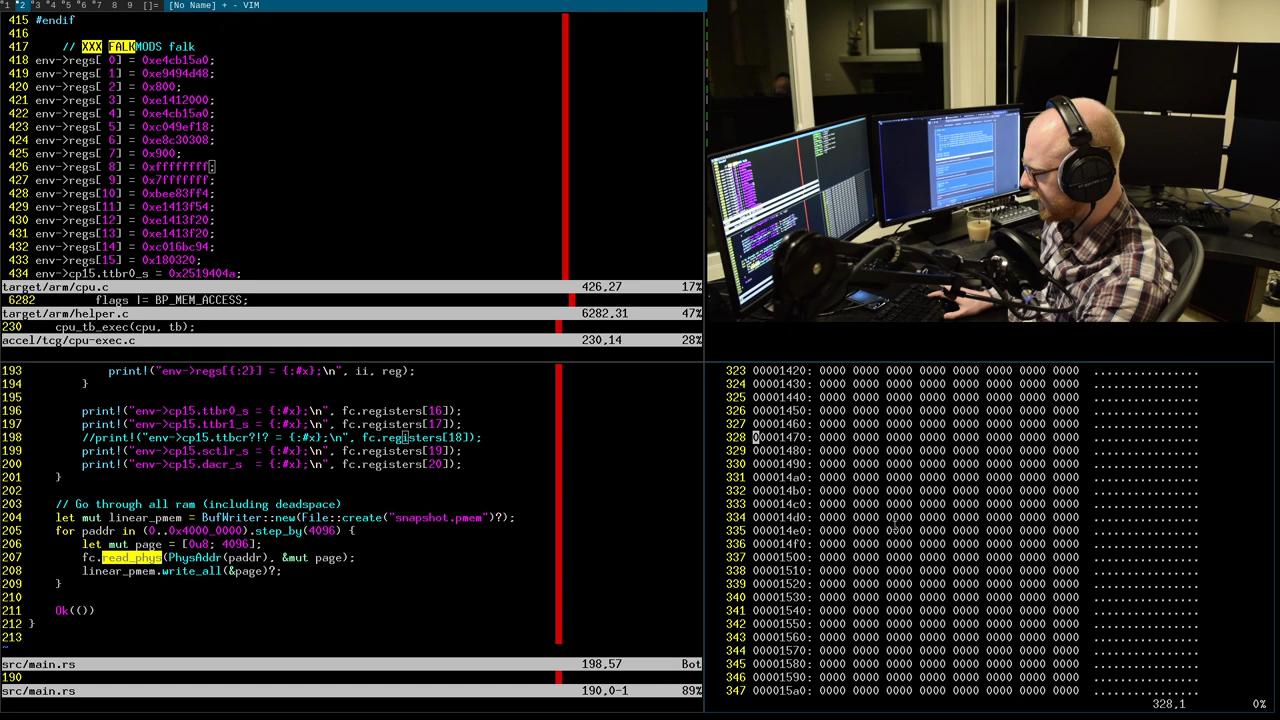 °1 °2 °3 °4 °5 °6 °7 8 9 []= [No Name] + - VIM
415 #endif
416
417 // XXX FALKMODS falk
418 env->regs[ 0] = 0xe4cb15a0;
419 env->regs[ 1] = 0xe9494d48;
420 env->regs[ 2] = 0x800;
421 env->regs[ 3] = 0xe1412000;
422 env->regs[ 4] = 0xe4cb15a0;
423 env->regs[ 5] = 0xc049ef18;
424 env->regs[ 6] = 0xe8c30308;
425 env->regs[ 7] = 0x900;
426 env->regs[ 8] = 0xffffffff;
427 env->regs[ 9] = 0x7fffffff;
428 env->regs[10] = 0xbee83ff4;
429 env->regs[11] = 0xe1413f54;
430 env->regs[12] = 0xe1413f20;
431 env->regs[13] = 0xe1413f20;
432 env->regs[14] = 0xc016bc94;
433 env->regs[15] = 0x180320;
434 env->cp15.ttbr0_s = 0x2519404a;
target/arm/cpu.c 426,27 17%
6282 flags != BP_MEM_ACCESS;
target/arm/helper.c 6282,31 47%
230 cpu_tb_exec(cpu, tb);
accel/tcg/cpu-exec.c 230,14 28%
193 print!("env->regs[{:2}] = {:#x};\n", ii, reg);
194 }
195
196 print!("env->cp15.ttbr0_s = {:#x};\n", fc.registers[16]);
197 print!("env->cp15.ttbr1_s = {:#x};\n", fc.registers[17]);
198 //print!("env->cp15.ttbcr?!? = {:#x};\n", fc.registers[18]);
199 print!("env->cp15.sctlr_s = {:#x};\n", fc.registers[19]);
200 print!("env->cp15.dacr_s  = {:#x};\n", fc.registers[20]);
201 }
202
203 // Go through all ram (including deadspace)
204 let mut linear_pmem = BufWriter::new(File::create("snapshot.pmem")?);
205 for paddr in (0..0x4000_0000).step_by(4096) {
206 let mut page = [0u8; 4096];
207 fc.read_phys(PhysAddr(paddr), &mut page);
208 linear_pmem.write_all(&page)?;
209 }
210
211 Ok(())
212 }
213
~
src/main.rs 198,57 Bot
190
src/main.rs 190,0-1 89%
323 00001420: 0000 0000 0000 0000 0000 0000 0000 0000 ................
324 00001430: 0000 0000 0000 0000 0000 0000 0000 0000 ................
325 00001440: 0000 0000 0000 0000 0000 0000 0000 0000 ................
326 00001450: 0000 0000 0000 0000 0000 0000 0000 0000 ................
327 00001460: 0000 0000 0000 0000 0000 0000 0000 0000 ................
328 00001470: 0000 0000 0000 0000 0000 0000 0000 0000 ................
329 00001480: 0000 0000 0000 0000 0000 0000 0000 0000 ................
330 00001490: 0000 0000 0000 0000 0000 0000 0000 0000 ................
331 000014a0: 0000 0000 0000 0000 0000 0000 0000 0000 ................
332 000014b0: 0000 0000 0000 0000 0000 0000 0000 0000 ................
333 000014c0: 0000 0000 0000 0000 0000 0000 0000 0000 ................
334 000014d0: 0000 0000 0000 0000 0000 0000 0000 0000 ................
335 000014e0: 0000 0000 0000 0000 0000 0000 0000 0000 ................
336 000014f0: 0000 0000 0000 0000 0000 0000 0000 0000 ................
337 00001500: 0000 0000 0000 0000 0000 0000 0000 0000 ................
338 00001510: 0000 0000 0000 0000 0000 0000 0000 0000 ................
339 00001520: 0000 0000 0000 0000 0000 0000 0000 0000 ................
340 00001530: 0000 0000 0000 0000 0000 0000 0000 0000 ................
341 00001540: 0000 0000 0000 0000 0000 0000 0000 0000 ................
342 00001550: 0000 0000 0000 0000 0000 0000 0000 0000 ................
343 00001560: 0000 0000 0000 0000 0000 0000 0000 0000 ................
344 00001570: 0000 0000 0000 0000 0000 0000 0000 0000 ................
345 00001580: 0000 0000 0000 0000 0000 0000 0000 0000 ................
346 00001590: 0000 0000 0000 0000 0000 0000 0000 0000 ................
347 000015a0: 0000 0000 0000 0000 0000 0000 0000 0000 ................
328,1 0%